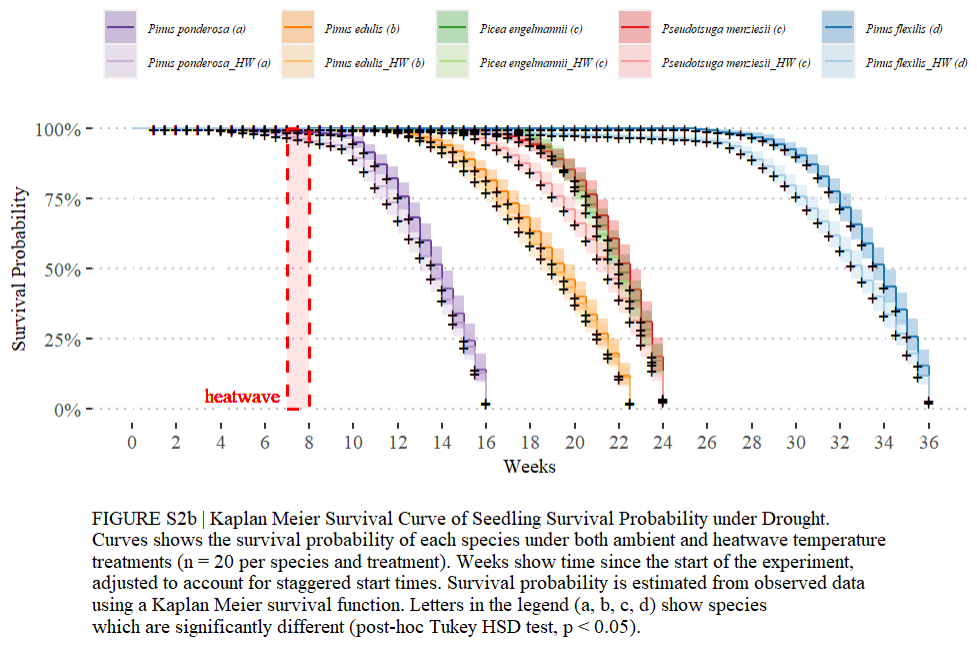 Pinus ponderosa (a)
Pinus edulis (b)
Picea engelmannii (c)
Pseudotsuga menziesii (c)
Pinus flexilis (d)
Pinus ponderosa_HW (a)
Pinus edulis_HW (b)
Picea engelmannii_HW (c)
Pseudotsuga menziesii_HW (c)
Pinus flexilis_HW (d)
Survival Probability
100%
75%
50%
25%
0%
heatwave
0 2 4 6 8 10 12 14 16 18 20 22 24 26 28 30 32 34 36
Weeks
FIGURE S2b | Kaplan Meier Survival Curve of Seedling Survival Probability under Drought.
Curves shows the survival probability of each species under both ambient and heatwave temperature
treatments (n = 20 per species and treatment). Weeks show time since the start of the experiment,
adjusted to account for staggered start times. Survival probability is estimated from observed data
using a Kaplan Meier survival function. Letters in the legend (a, b, c, d) show species
which are significantly different (post-hoc Tukey HSD test, p < 0.05).